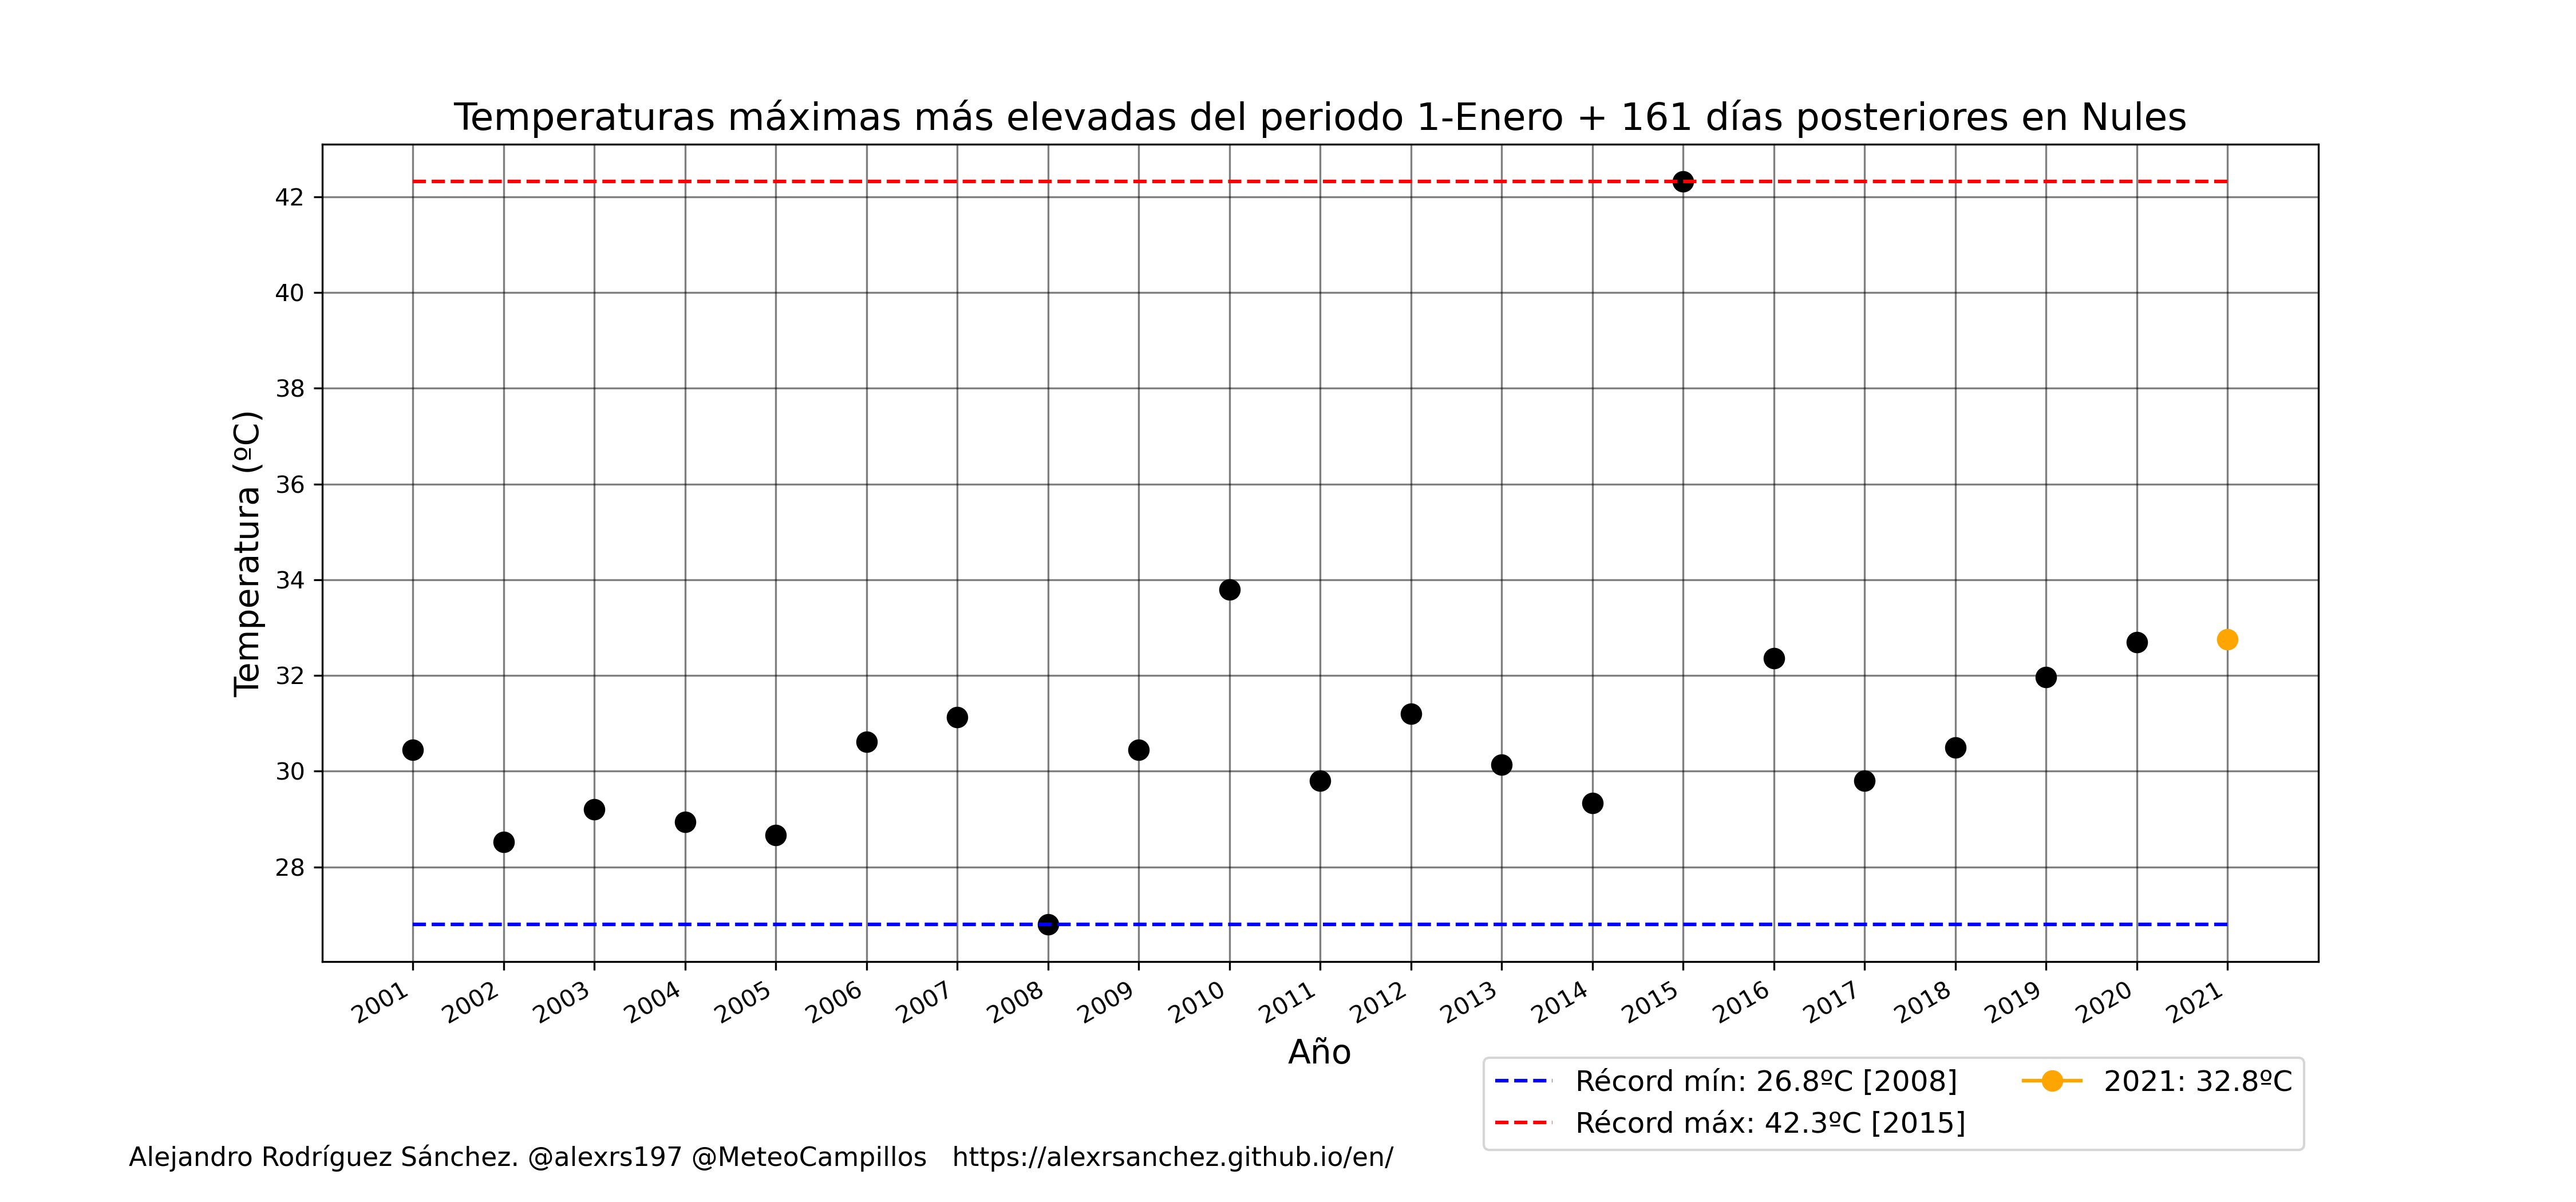 Temperaturas máximas más elevadas del periodo 1-Enero + 161 días posteriores en Nules
Temperatura (ºC)
42
40
38
36
34
32
30
28
2001 2002 2003 2004 2005 2006 2007 2008 2009 2010 2011 2012 2013 2014 2015 2016 2017 2018 2019 2020 2021
Año
Récord mín: 26.8ºC [2008]
Récord máx: 42.3ºC [2015]
2021: 32.8ºC
Alejandro Rodríguez Sánchez. @alexrs197 @MeteoCampillos https://alexrsanchez.github.io/en/